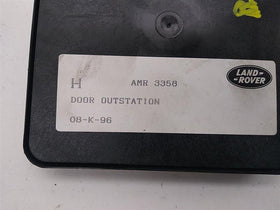 H AMR 3358
LAND-
ROVER
DOOR OUTSTATION
08-K-96